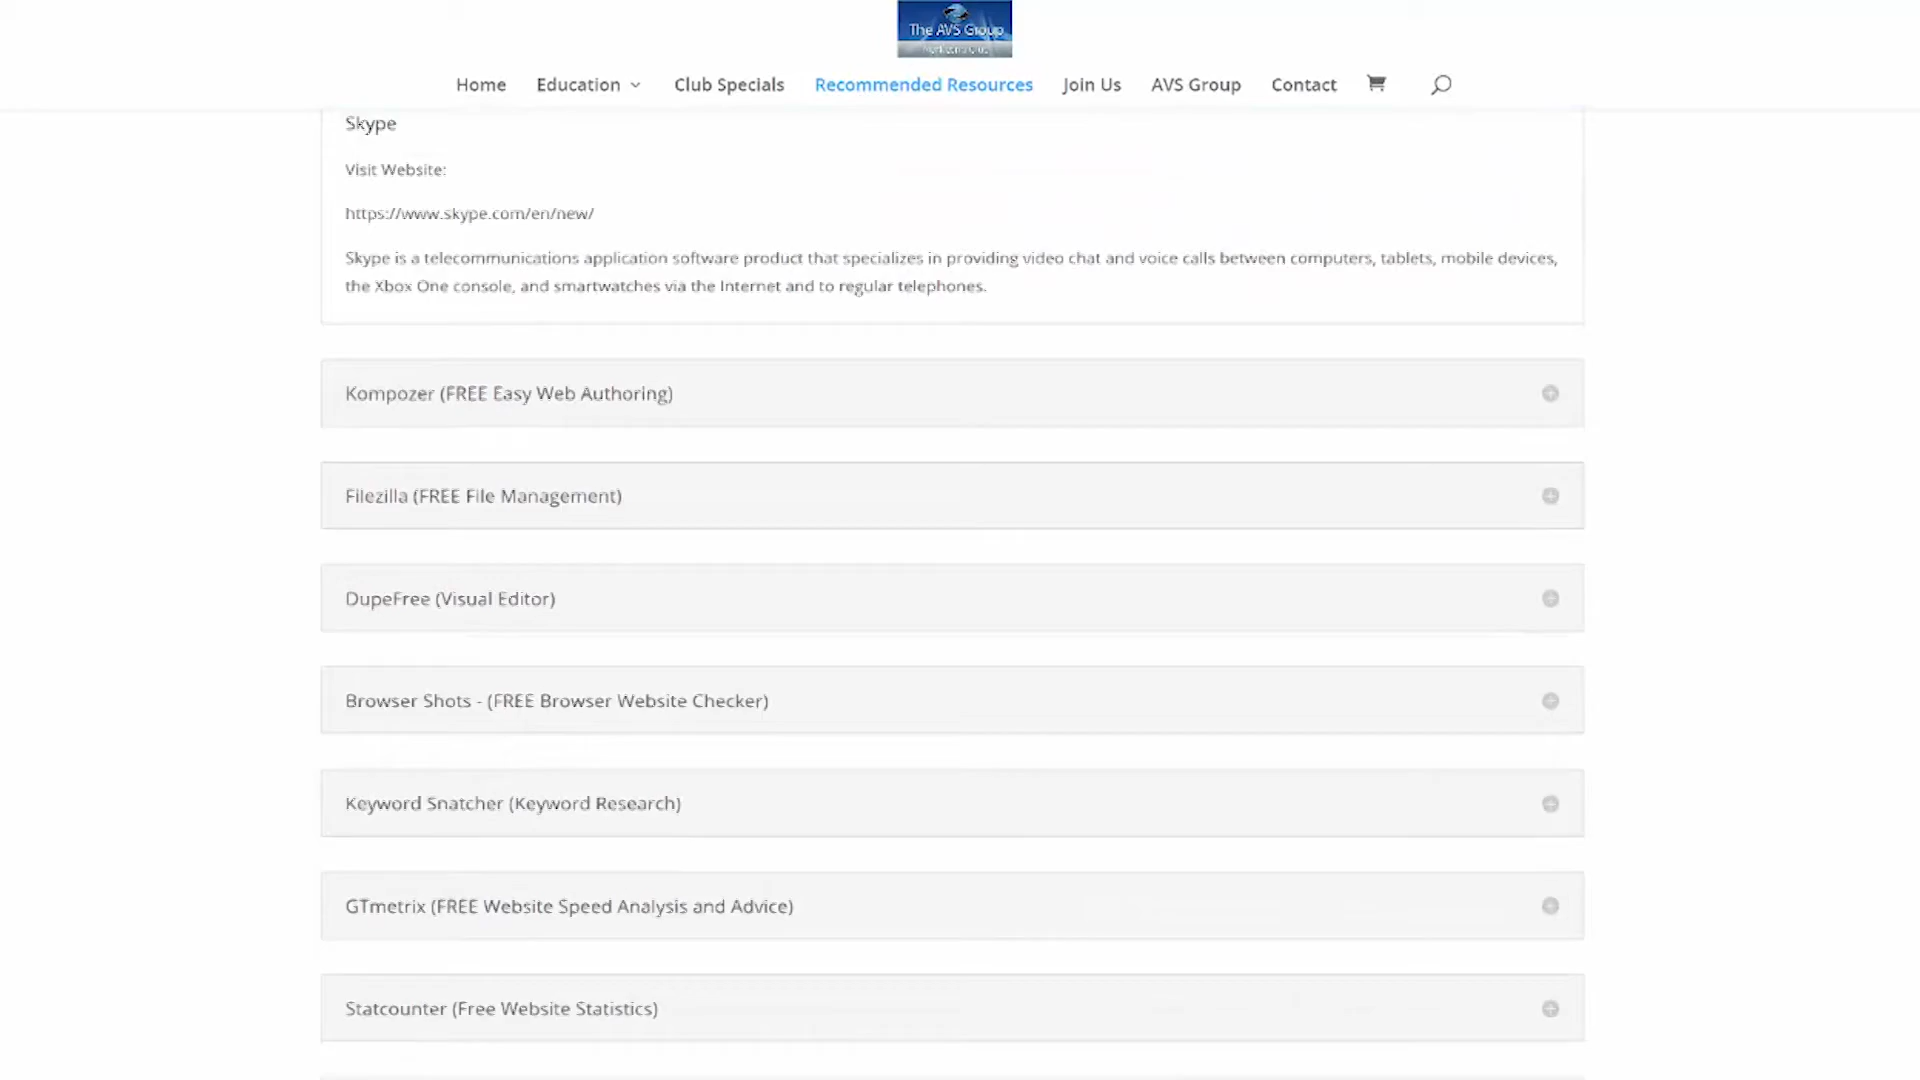 The AVS Group
Home Education Club Specials Recommended Resources Join Us AVS Group Contact
Skype
Visit Website:
https://www.skype.com/en/new/
Skype is a telecommunications application software product that specializes in providing video chat and voice calls between computers, tablets, mobile devices,
the Xbox One console, and smartwatches via the Internet and to regular telephones.
Kompozer (FREE Easy Web Authoring)
Filezilla (FREE File Management)
DupeFree (Visual Editor)
Browser Shots - (FREE Browser Website Checker)
Keyword Snatcher (Keyword Research)
GTmetrix (FREE Website Speed Analysis and Advice)
Statcounter (Free Website Statistics)